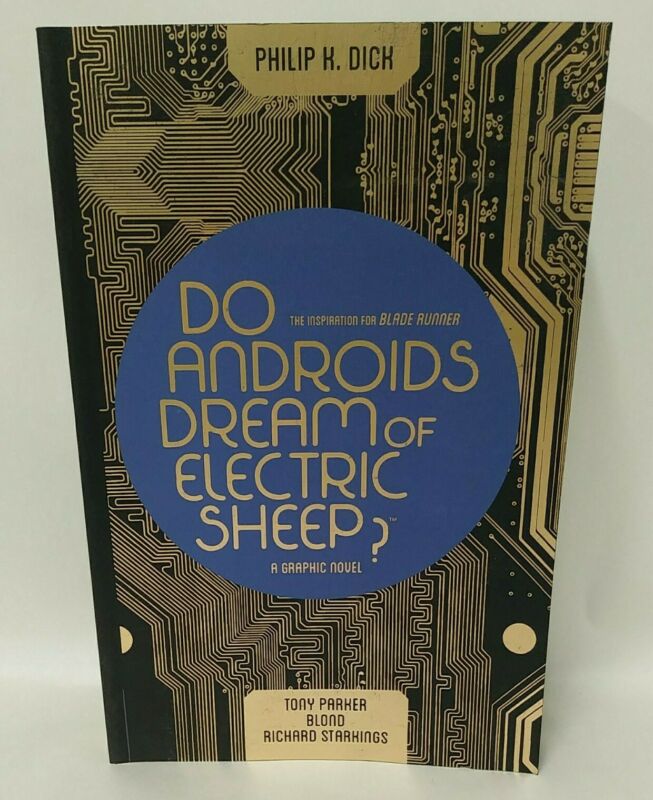 PHILIP K. DICK
DO
THE INSPIRATION FOR BLADE RUNNER
ANDROIDS
DREAM OF
ELECTRIC
SHEEP?™
A GRAPHIC NOVEL
TONY PARKER
BLOND
RICHARD STARKINGS